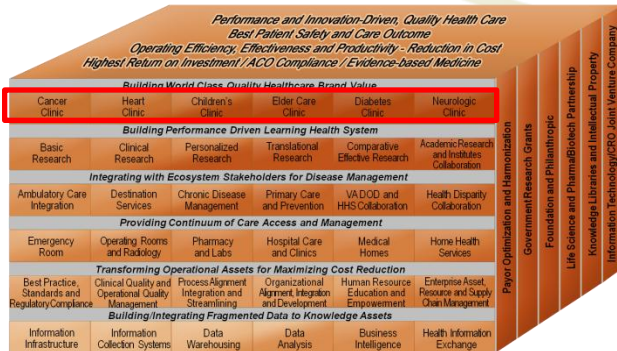 Performance and Innovation-Driven, Quality Health Care
Best Patient Safety and Care Outcome
Operating Efficiency, Effectiveness and Productivity - Reduction in Cost
Highest Return on Investment / ACO Compliance / Evidence-based Medicine
Building World Class Quality Healthcare Brand Value
Cancer Clinic
Heart Clinic
Children's Clinic
Elder Care Clinic
Diabetes Clinic
Neurologic Clinic
Building Performance Driven Learning Health System
Basic Research
Clinical Research
Personalized Research
Translational Research
Comparative Effective Research
Academic Research and Institutes Collaboration
Integrating with Ecosystem Stakeholders for Disease Management
Ambulatory Care Integration
Destination Services
Chronic Disease Management
Primary Care and Prevention
VA DOD and HHS Collaboration
Health Disparity Collaboration
Providing Continuum of Care Access and Management
Emergency Room
Operating Rooms and Radiology
Pharmacy and Labs
Hospital Care and Clinics
Medical Homes
Home Health Services
Transforming Operational Assets for Maximizing Cost Reduction
Best Practice, Standards and Regulatory Compliance
Clinical Quality and Operational Quality Management
Process Alignment Integration and Streamlining
Organizational Alignment, Integration and Development
Human Resource Education and Empowerment
Enterprise Asset, Resource and Supply Chain Management
Building/Integrating Fragmented Data to Knowledge Assets
Information Infrastructure
Information Collection Systems
Data Warehousing
Data Analysis
Business Intelligence
Health Information Exchange
Payor Optimization and Harmonization
Government Research Grants
Foundation and Philanthropic
Life Science and Pharma/Biotech Partnership
Knowledge Libraries and Intellectual Property
Information Technology/CRO Joint Venture Company